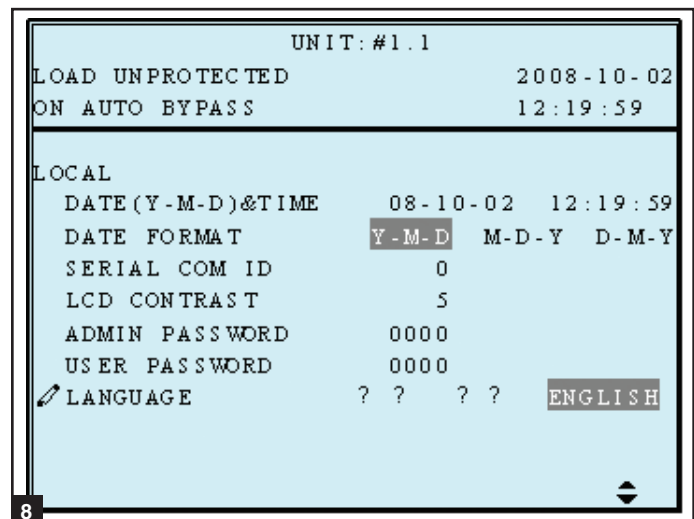 UNIT:#1.1
LOAD UNPROTECTED 2008-10-02
ON AUTO BYPASS 12:19:59
LOCAL
DATE(Y-M-D)&TIME 08-10-02 12:19:59
DATE FORMAT Y-M-D M-D-Y D-M-Y
SERIAL COM ID 0
LCD CONTRAST 5
ADMIN PASSWORD 0000
USER PASSWORD 0000
LANGUAGE ? ? ? ? ENGLISH
8